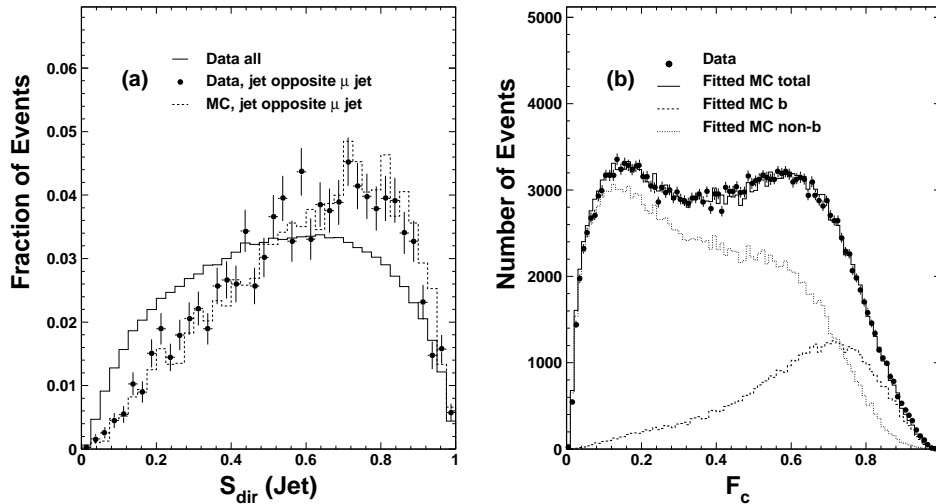 (a)
Data all
Data, jet opposite μ jet
MC, jet opposite μ jet
Fraction of Events
0.06
0.05
0.04
0.03
0.02
0.01
0
0 0.2 0.4 0.6 0.8 1
S_dir (Jet)
(b)
Data
Fitted MC total
Fitted MC b
Fitted MC non-b
Number of Events
5000
4000
3000
2000
1000
0
0 0.2 0.4 0.6 0.8
F_c